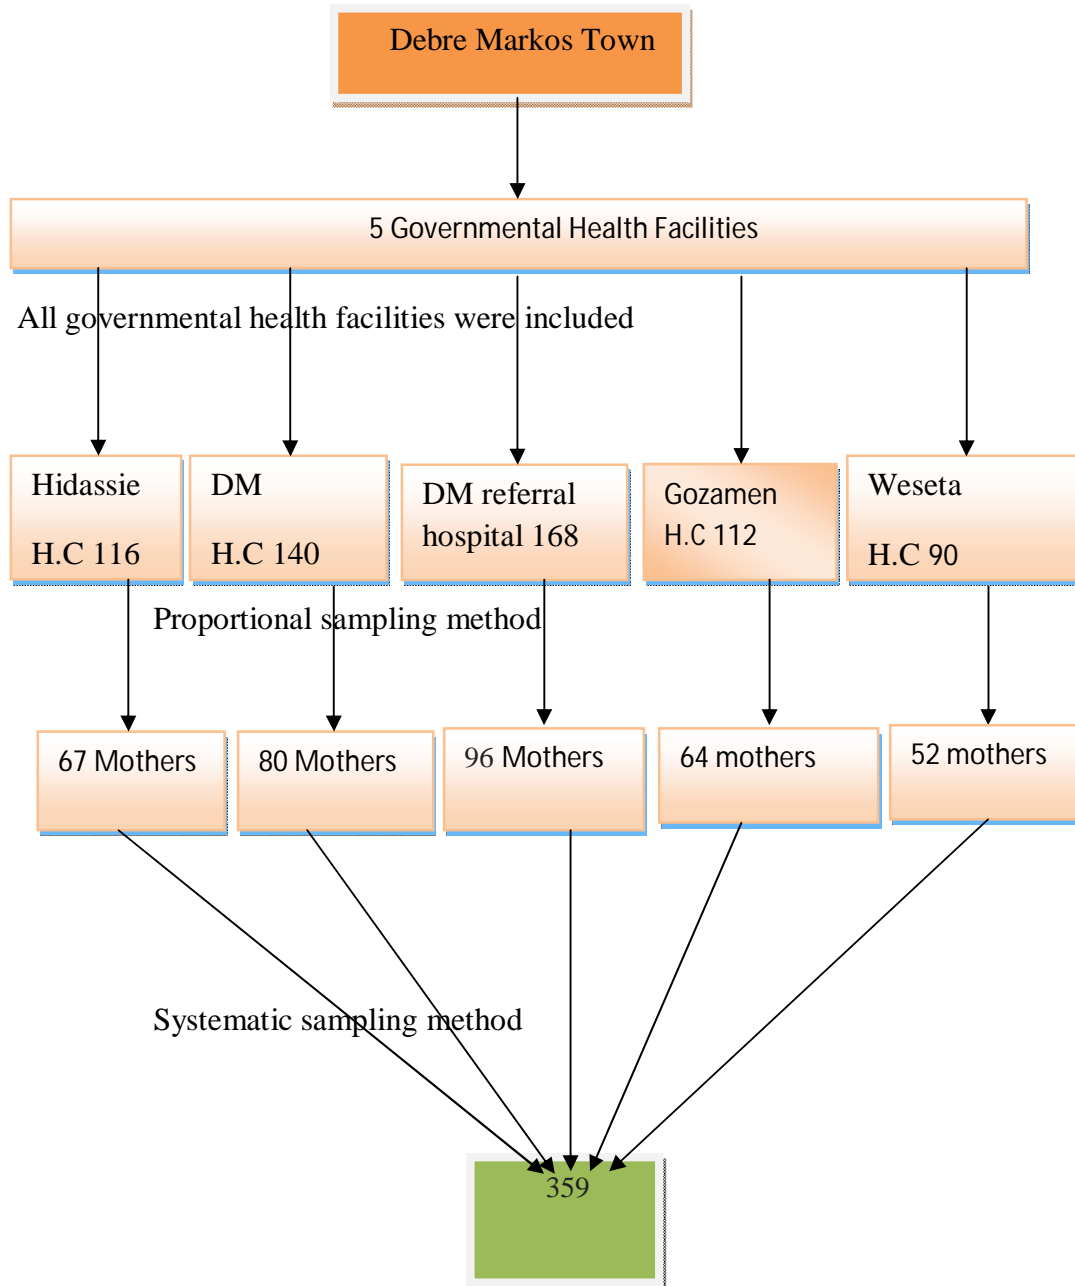 Debre Markos Town
5 Governmental Health Facilities
All governmental health facilities were included
Hidassie
H.C 116
DM
H.C 140
DM referral
hospital 168
Gozamen
H.C 112
Weseta
H.C 90
Proportional sampling method
67 Mothers
80 Mothers
96 Mothers
64 mothers
52 mothers
Systematic sampling method
359